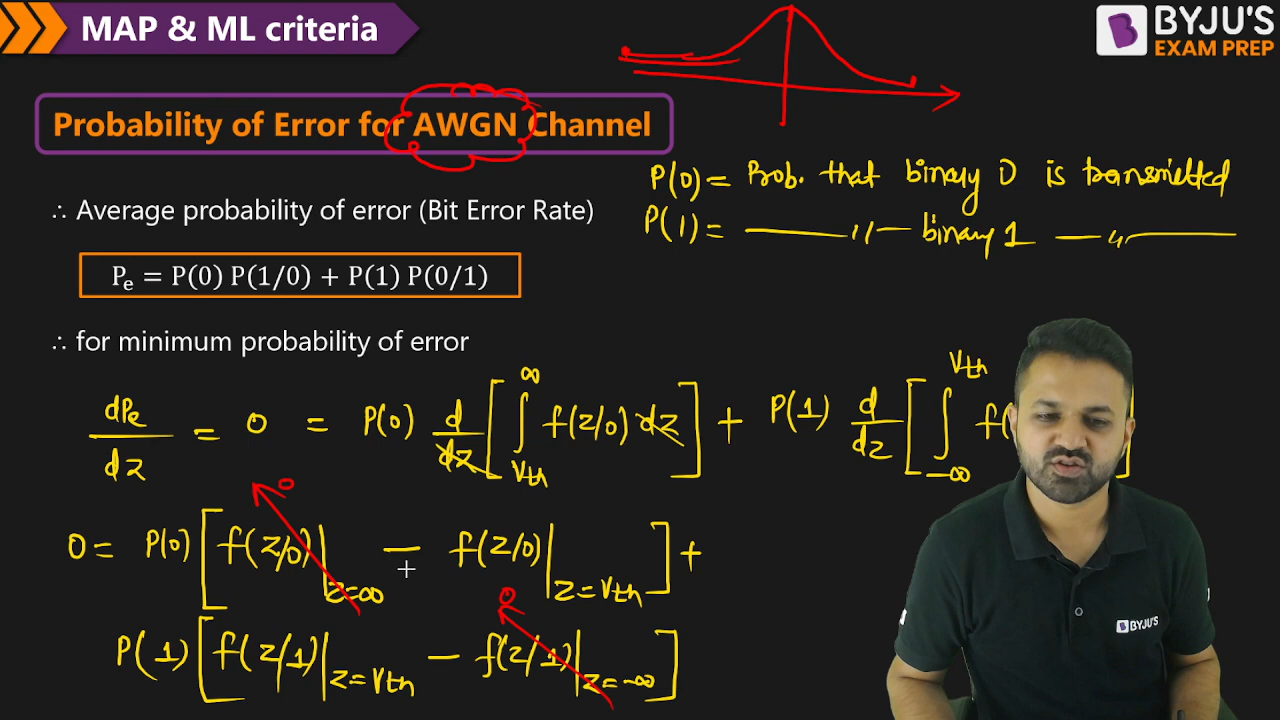 MAP & ML criteria
BYJU'S
EXAM PREP
Probability of Error for AWGN Channel
P(0) = Prob. that binary 0 is transmitted
P(1) = ———— 〃 — binary 1 — 〃 ————
∴ Average probability of error (Bit Error Rate)
Pₑ = P(0) P(1/0) + P(1) P(0/1)
∴ for minimum probability of error
dPe/dz = 0 = P(0) d/dz [ ∫_{Vth}^{∞} f(z/0) dz ] + P(1) d/dz [ ∫_{-∞}^{Vth} f( ]
0
0 = P(0) [ f(z/0)|_{z=∞} — f(z/0)|_{z=Vth} ] +
0
P(1) [ f(z/1)|_{z=Vth} — f(z/1)|_{z=-∞} ]
BYJU'S